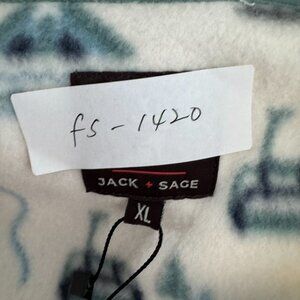 fs-1420
JACK + SAGE
XL